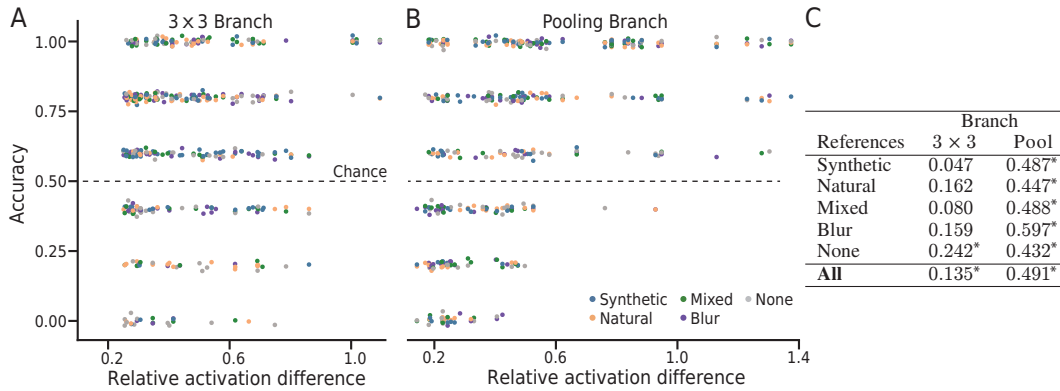 A
3 × 3 Branch
Accuracy
1.00
0.75
0.50
0.25
0.00
Chance
0.2
0.6
1.0
Relative activation difference
B
Pooling Branch
Synthetic
Mixed
None
Natural
Blur
0.2
0.6
1.0
1.4
Relative activation difference
C
Branch
References 3 × 3 Pool
Synthetic 0.047 0.487*
Natural 0.162 0.447*
Mixed 0.080 0.488*
Blur 0.159 0.597*
None 0.242* 0.432*
All 0.135* 0.491*